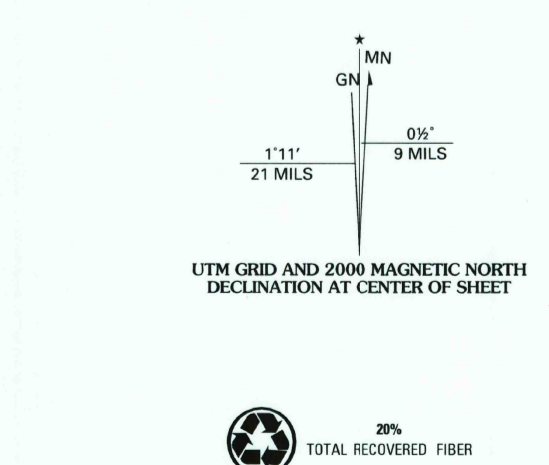 ★
MN
GN
0½°
9 MILS
1°11′
21 MILS
UTM GRID AND 2000 MAGNETIC NORTH
DECLINATION AT CENTER OF SHEET
20%
TOTAL RECOVERED FIBER